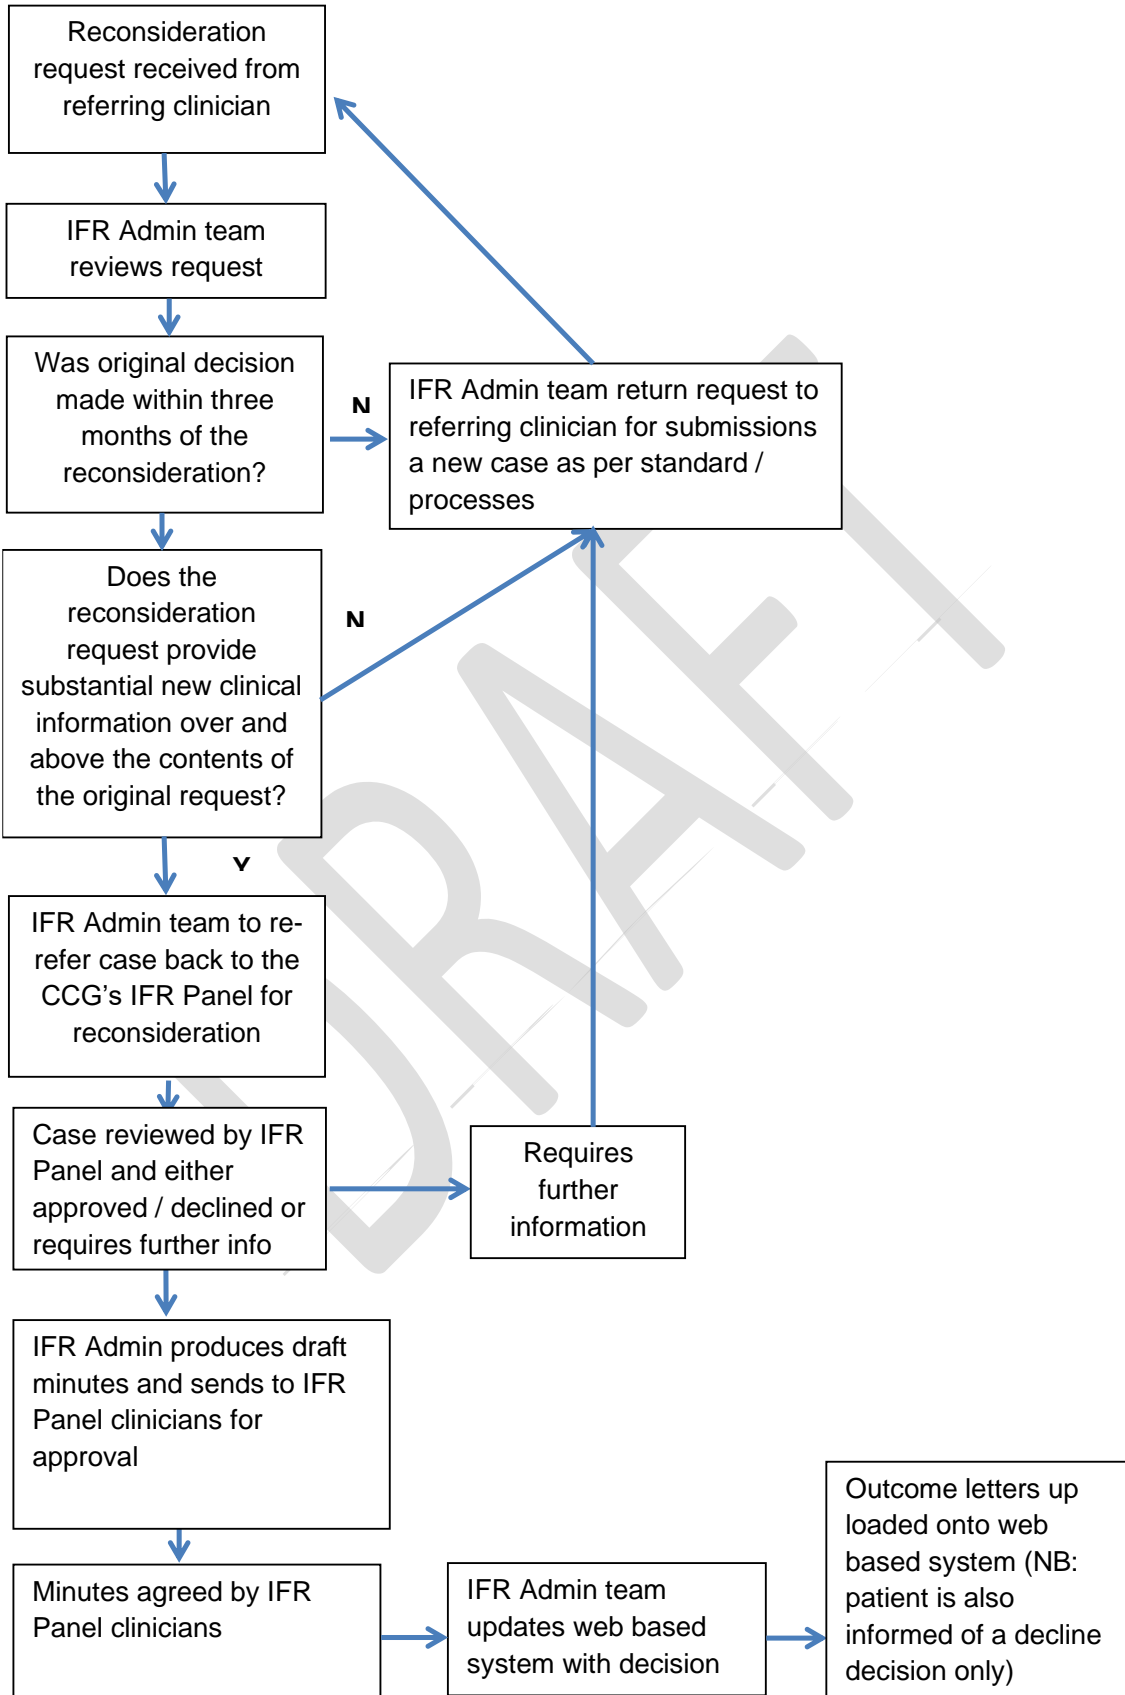 Reconsideration
request received from
referring clinician
IFR Admin team
reviews request
Was original decision
made within three
months of the
reconsideration?
N
IFR Admin team return request to
referring clinician for submissions
a new case as per standard /
processes
Does the
reconsideration
request provide
substantial new clinical
information over and
above the contents of
the original request?
N
Y
IFR Admin team to re-
refer case back to the
CCG’s IFR Panel for
reconsideration
Case reviewed by IFR
Panel and either
approved / declined or
requires further info
Requires
further
information
IFR Admin produces draft
minutes and sends to IFR
Panel clinicians for
approval
Minutes agreed by IFR
Panel clinicians
IFR Admin team
updates web based
system with decision
Outcome letters up
loaded onto web
based system (NB:
patient is also
informed of a decline
decision only)
DRAFT